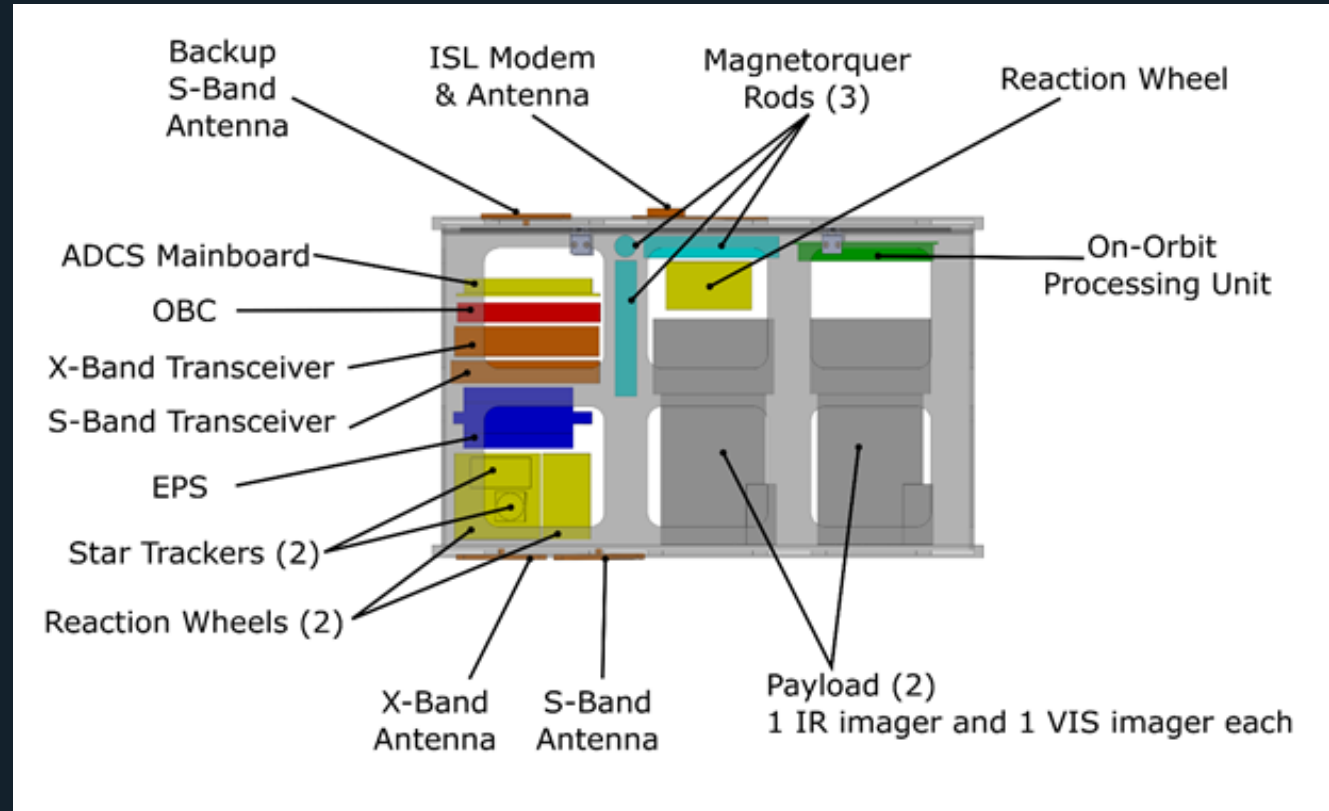 Backup
S-Band
Antenna
ISL Modem
& Antenna
Magnetorquer
Rods (3)
Reaction Wheel
ADCS Mainboard
OBC
X-Band Transceiver
S-Band Transceiver
EPS
Star Trackers (2)
Reaction Wheels (2)
X-Band
Antenna
S-Band
Antenna
On-Orbit
Processing Unit
Payload (2)
1 IR imager and 1 VIS imager each